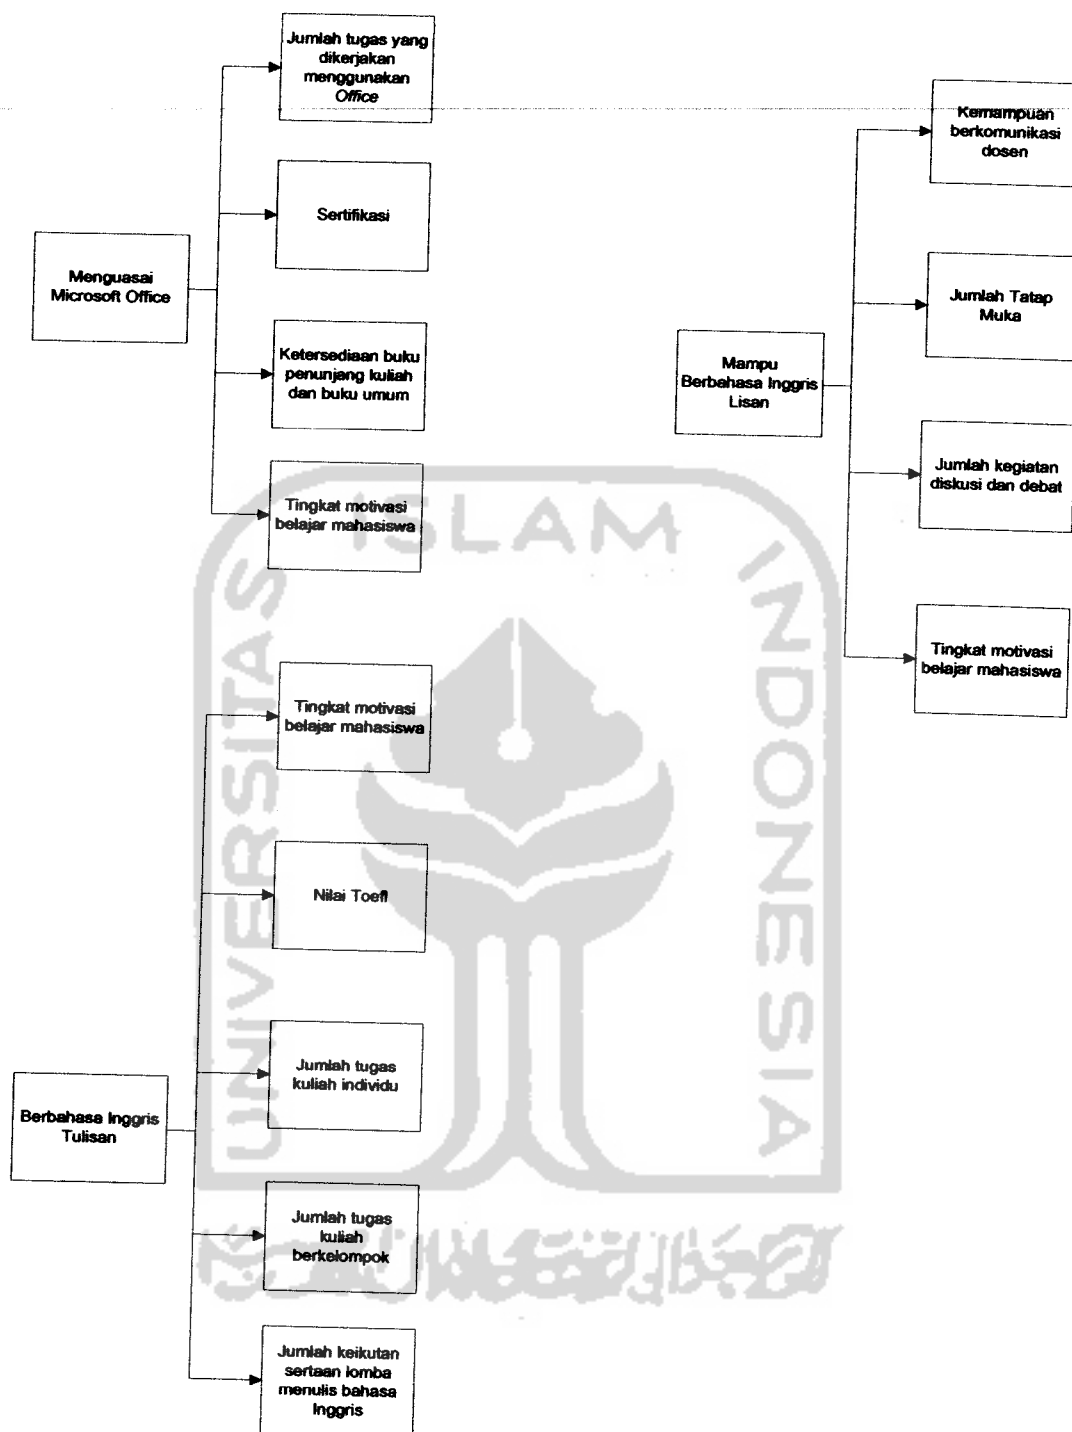 Jumlah tugas yang
dikerjakan
menggunakan
Office
Sertifikasi
Menguasai
Microsoft Office
Ketersediaan buku
penunjang kuliah
dan buku umum
Tingkat motivasi
belajar mahasiswa
Kemampuan
berkomunikasi
dosen
Jumlah Tatap
Muka
Mampu
Berbahasa Inggris
Lisan
Jumlah kegiatan
diskusi dan debat
Tingkat motivasi
belajar mahasiswa
Tingkat motivasi
belajar mahasiswa
Nilai Toefl
Jumlah tugas
kuliah individu
Berbahasa Inggris
Tulisan
Jumlah tugas
kuliah
berkelompok
Jumlah keikutan
sertaan lomba
menulis bahasa
Inggris
UNIVERSITAS
ISLAM
INDONESIA